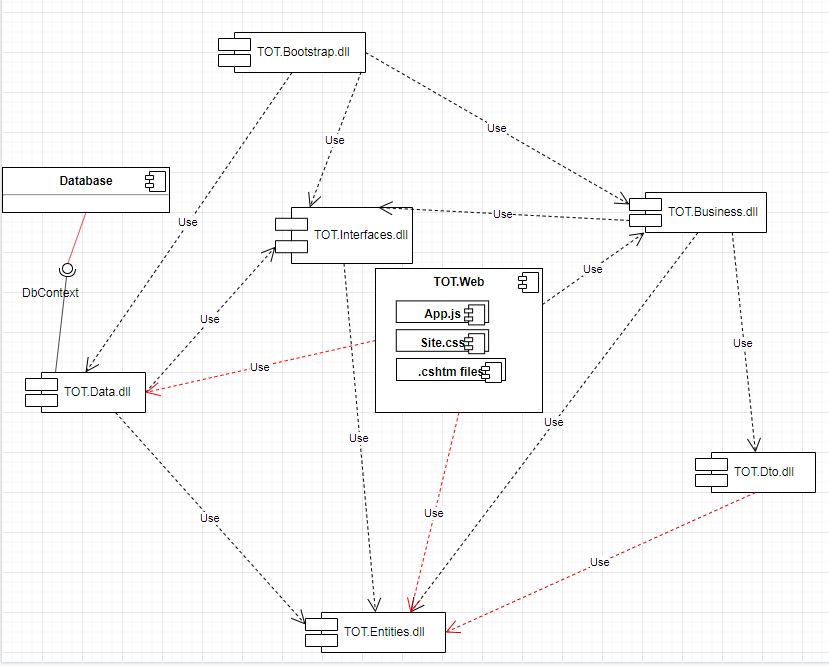 TOT.Bootstrap.dll
Use
Use
Database
Use
TOT.Business.dll
Use
TOT.Interfaces.dll
Use
TOT.Web
DbContext
App.js
Use
Use
Site.css
Use
.cshtm files
TOT.Data.dll
Use
Use
TOT.Dto.dll
Use
Use
Use
TOT.Entities.dll